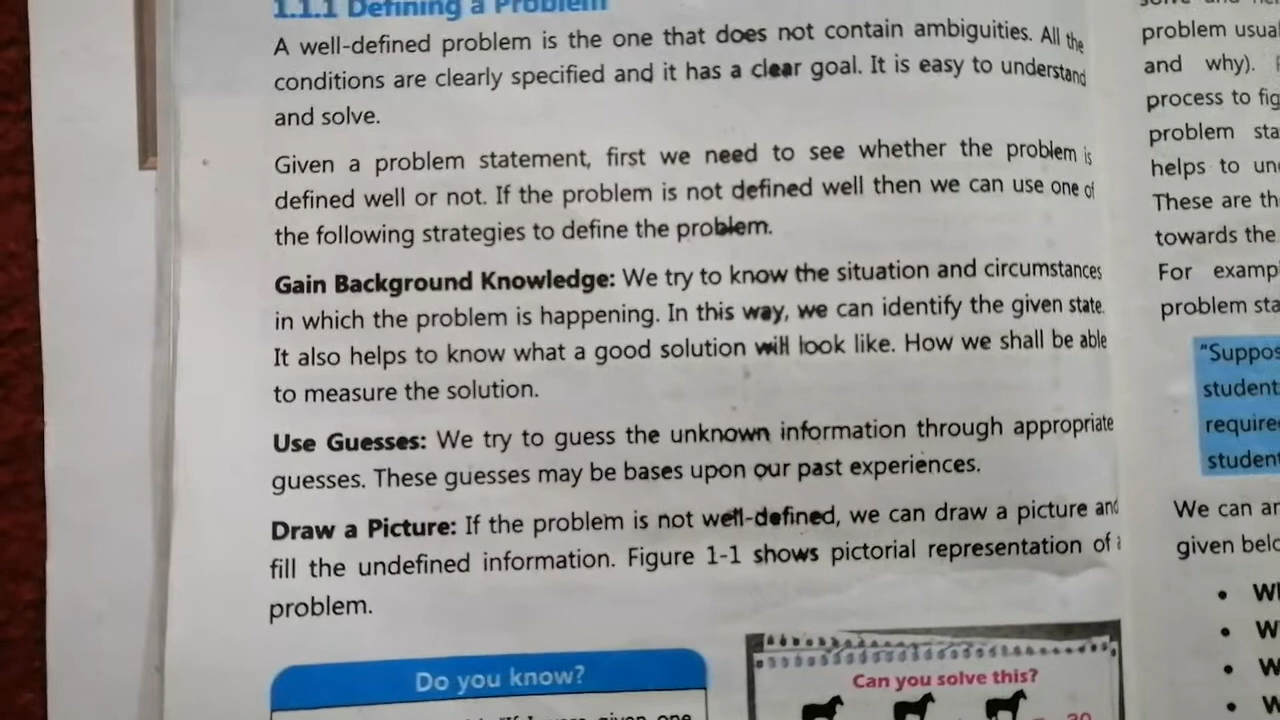 1.1.1 Defining a Problem
A well-defined problem is the one that does not contain ambiguities. All the
conditions are clearly specified and it has a clear goal. It is easy to understand
and solve.
Given a problem statement, first we need to see whether the problem is
defined well or not. If the problem is not defined well then we can use one of
the following strategies to define the problem.
Gain Background Knowledge: We try to know the situation and circumstances
in which the problem is happening. In this way, we can identify the given state.
It also helps to know what a good solution will look like. How we shall be able
to measure the solution.
Use Guesses: We try to guess the unknown information through appropriate
guesses. These guesses may be bases upon our past experiences.
Draw a Picture: If the problem is not well-defined, we can draw a picture and
fill the undefined information. Figure 1-1 shows pictorial representation of
problem.
Do you know?
given one
Can you solve this?
30
problem usual
and why).
process to fig
problem sta
helps to un
These are th
towards the
For exampl
problem sta
"Suppos
student
require
student
We can an
given belo
• W
• W
• W
• W